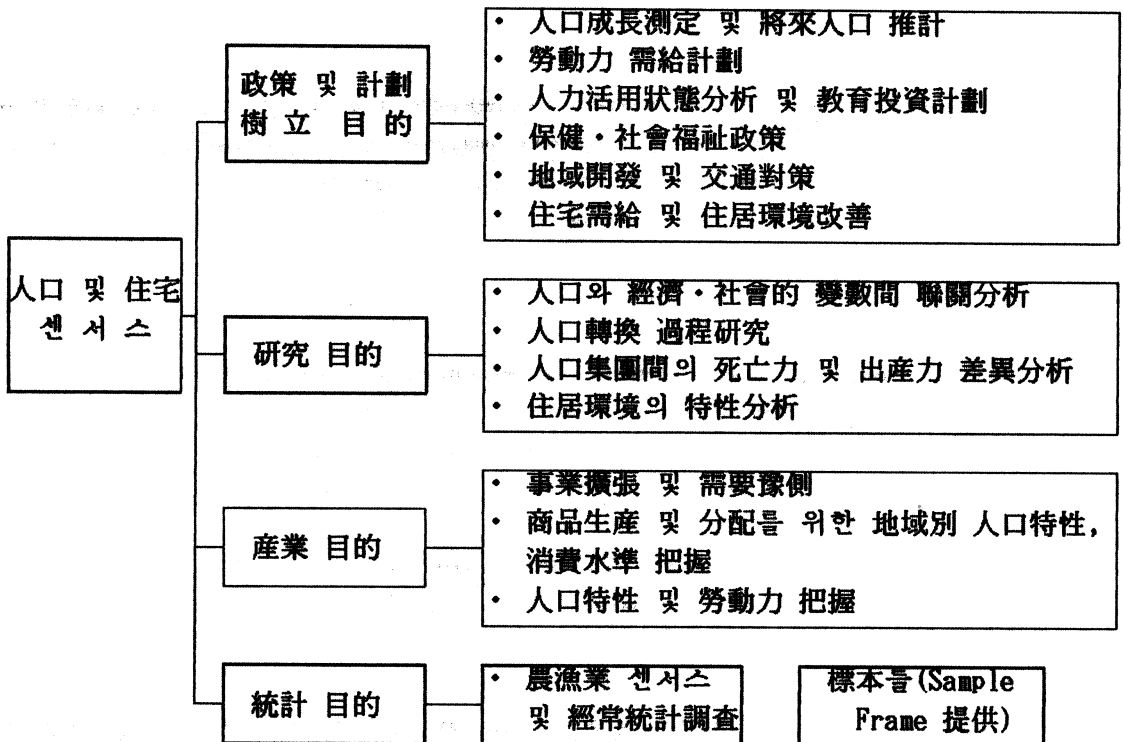 人口 및 住宅
센 서 스
政策 및 計劃
樹 立 目 的
・ 人口成長測定 및 將來人口 推計
・ 勞動力 需給計劃
・ 人力活用狀態分析 및 教育投資計劃
・ 保健・社會福祉政策
・ 地域開發 및 交通對策
・ 住宅需給 및 住居環境改善
研究 目的
・ 人口와 經濟・社會的 變數間 聯關分析
・ 人口轉換 過程研究
・ 人口集團間의 死亡力 및 出産力 差異分析
・ 住居環境의 特性分析
産業 目的
・ 事業擴張 및 需要豫側
・ 商品生産 및 分配를 위한 地域別 人口特性,
消費水準 把握
・ 人口特性 및 勞動力 把握
統計 目的
・ 農漁業 센서스
및 經常統計調査
標本틀(Sample
Frame 提供)